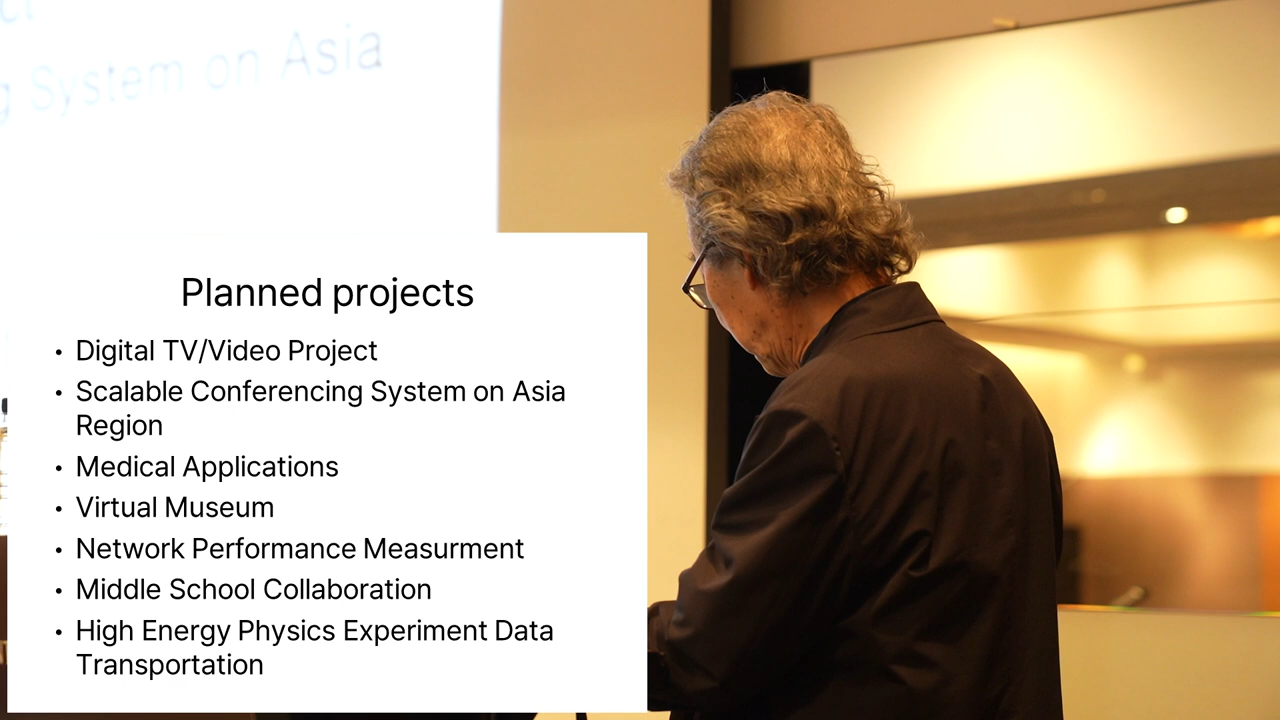 System on Asia
Planned projects
• Digital TV/Video Project
• Scalable Conferencing System on Asia
Region
• Medical Applications
• Virtual Museum
• Network Performance Measurment
• Middle School Collaboration
• High Energy Physics Experiment Data
Transportation